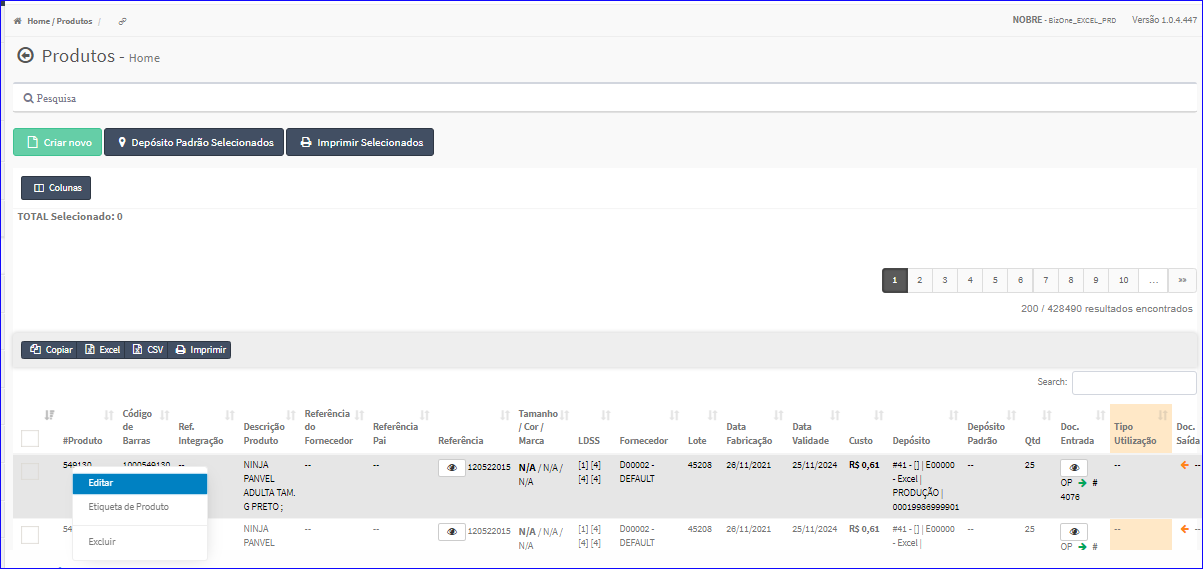 Home / Produtos /
NOBRE - BizOne_EXCEL_PRD Versão 1.0.4.447
Produtos - Home
Pesquisa
Criar novo Depósito Padrão Selecionados Imprimir Selecionados
Colunas
TOTAL Selecionado: 0
1 2 3 4 5 6 7 8 9 10 ... »»
200 / 428490 resultados encontrados
Copiar Excel CSV Imprimir
Search:
Código Referência Tamanho
de Ref. Descrição do Referência / Cor / Data Data Depósito Doc. Tipo Doc.
#Produto Barras Integração Produto Fornecedor Pai Referência Marca LDSS Fornecedor Lote Fabricação Validade Custo Depósito Padrão Qtd Entrada Utilização Saída
549130 1000549130 -- NINJA -- -- 120522015 N/A / N/A / [1] [4] D00002 - 45208 26/11/2021 25/11/2024 R$ 0,61 #41 - [] | E00000 -- 25 -- --
PANVEL N/A [4] [4] DEFAULT - Excel |
ADULTA TAM. PRODUÇÃO | OP → #
G PRETO ; 00019986999901 4076
Editar
Etiqueta de Produto
Excluir
54 NINJA -- -- 120522015 N/A / N/A / [1] [4] D00002 - 45208 26/11/2021 25/11/2024 R$ 0,61 #41 - [] | E00000 -- 25 -- --
PANVEL N/A [4] [4] DEFAULT - Excel | OP → #